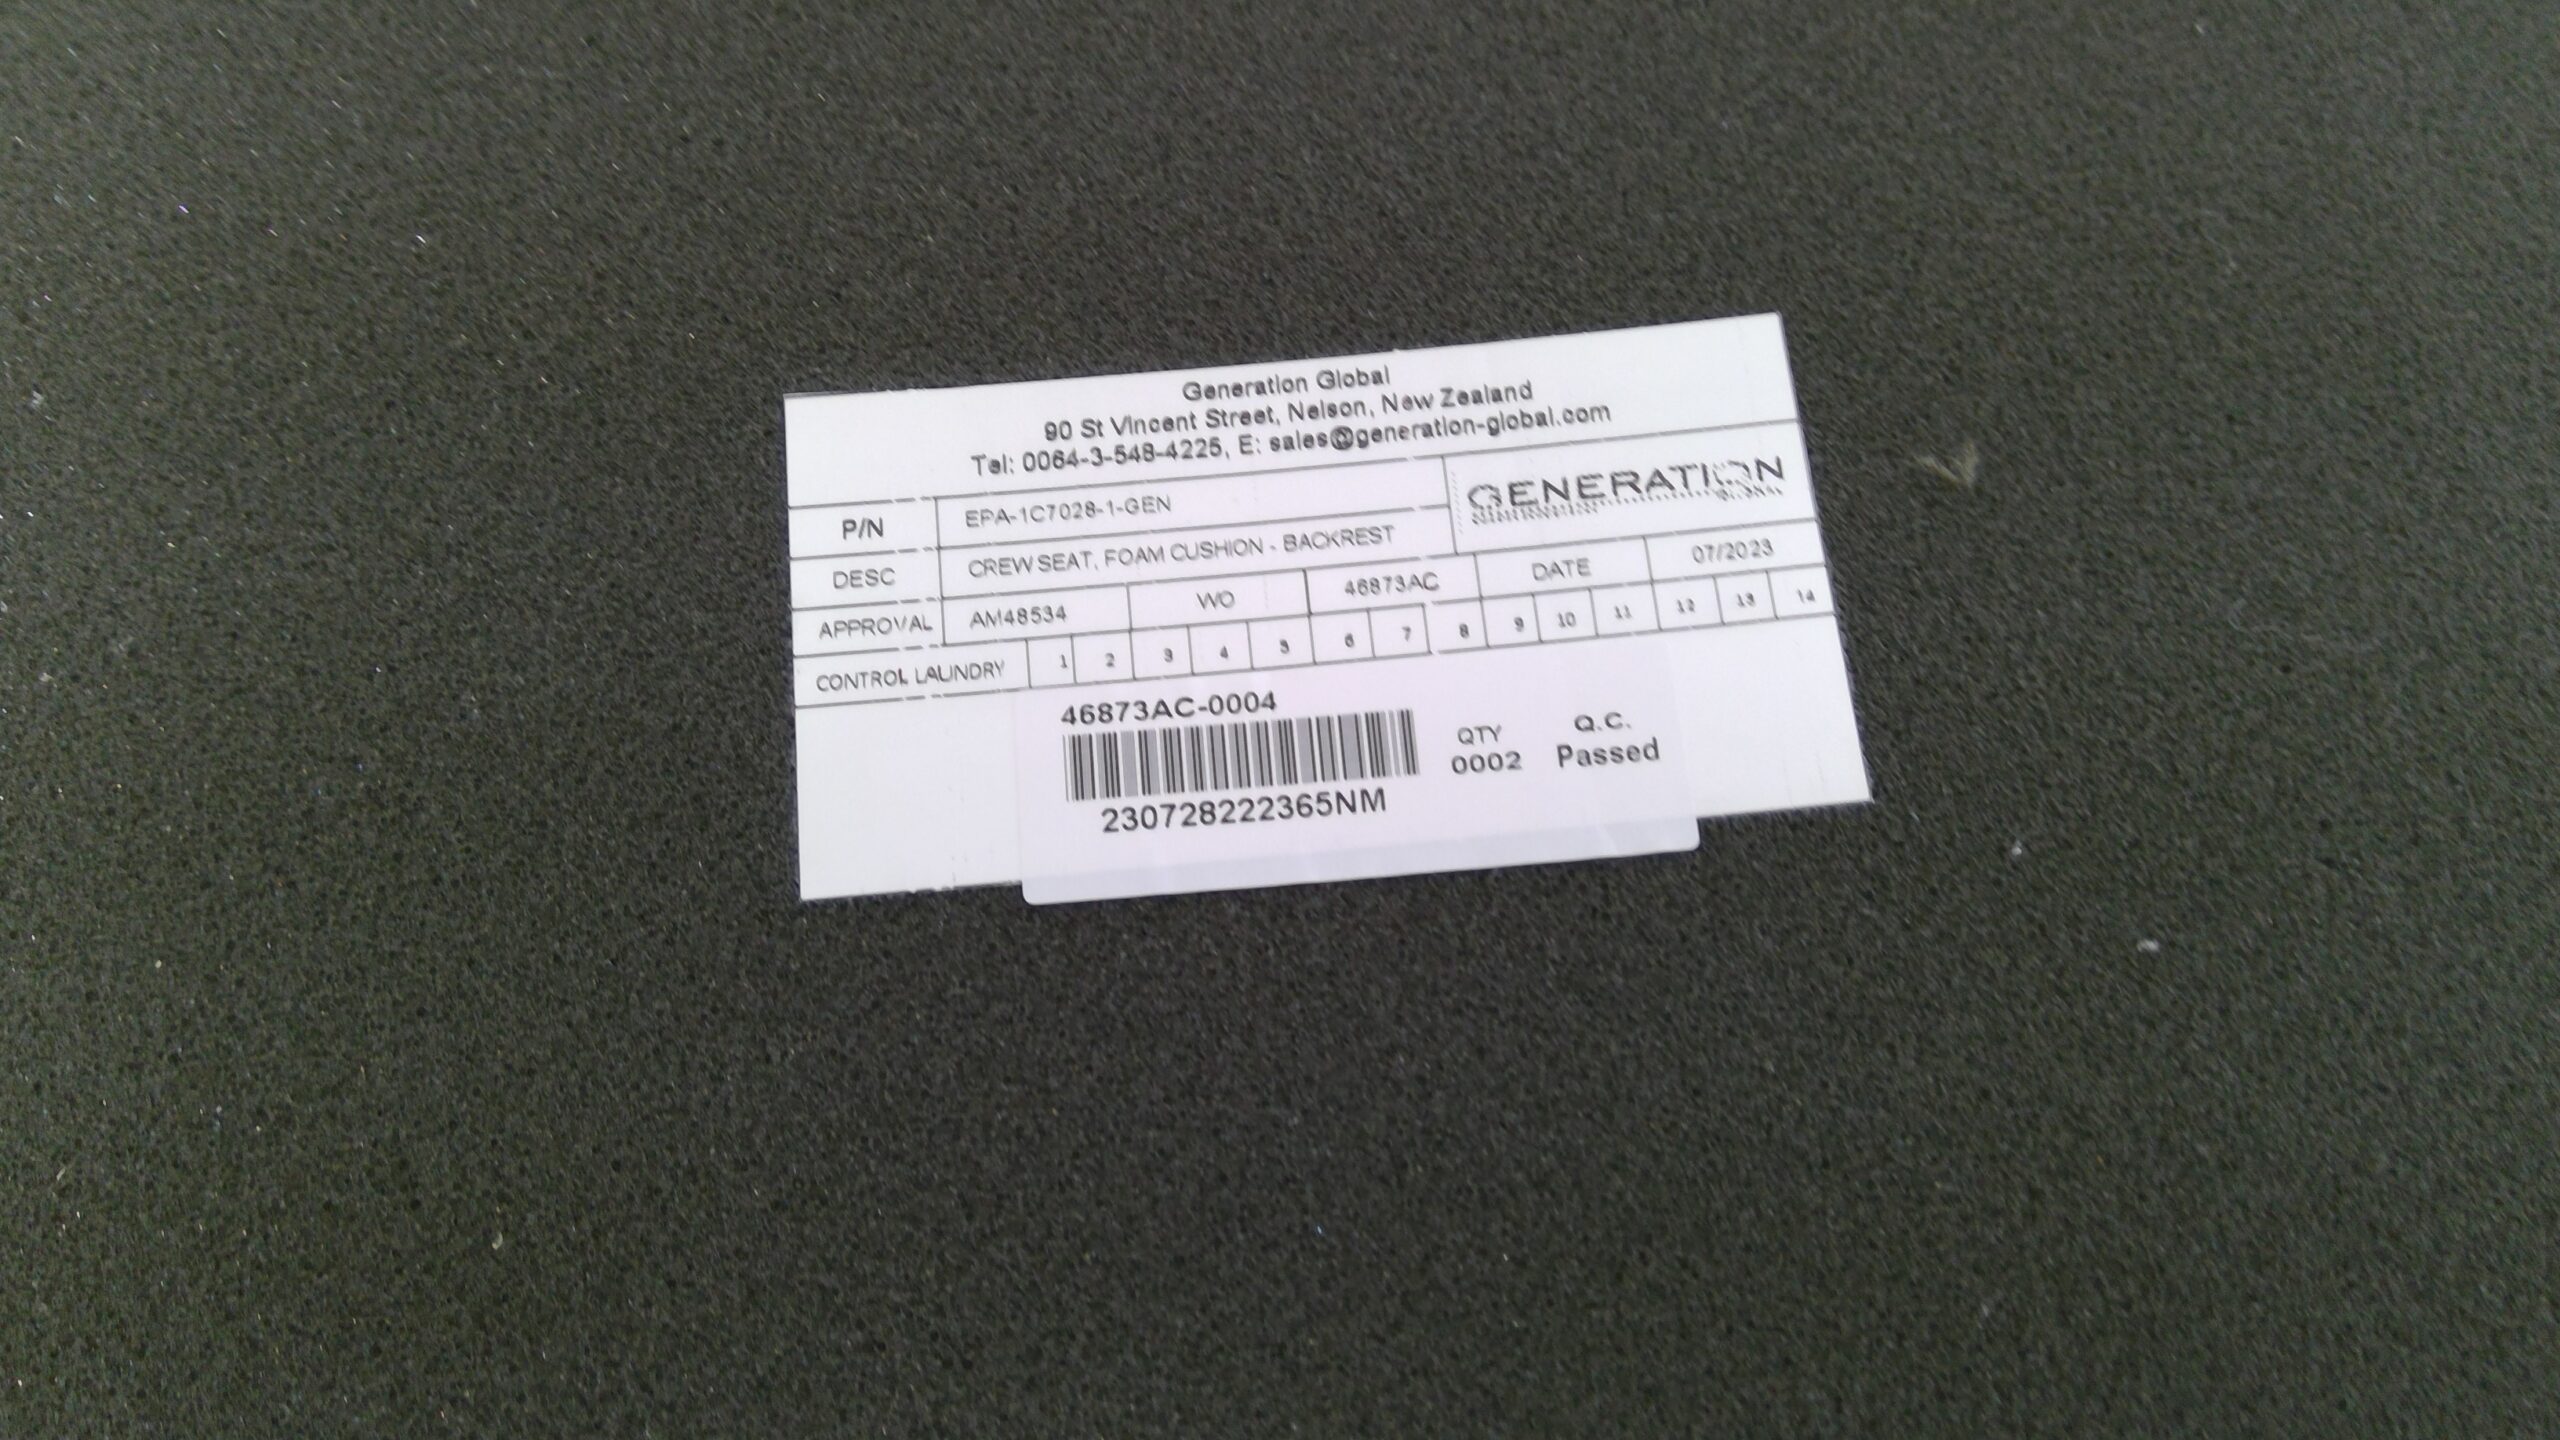 Generation Global
90 St Vincent Street, Nelson, New Zealand
Tel: 0064-3-548-4225, E: sales@generation-global.com
P/N EPA-1C7028-1-GEN
GENERATION
GLOBAL
DESC CREW SEAT, FOAM CUSHION - BACKREST
APPROVAL AM48534 WO 46873AC DATE 07/2023
CONTROL LAUNDRY 1 2 3 4 5 6 7 8 9 10 11 12 13 14
46873AC-0004
QTY Q.C.
0002 Passed
230728222365NM